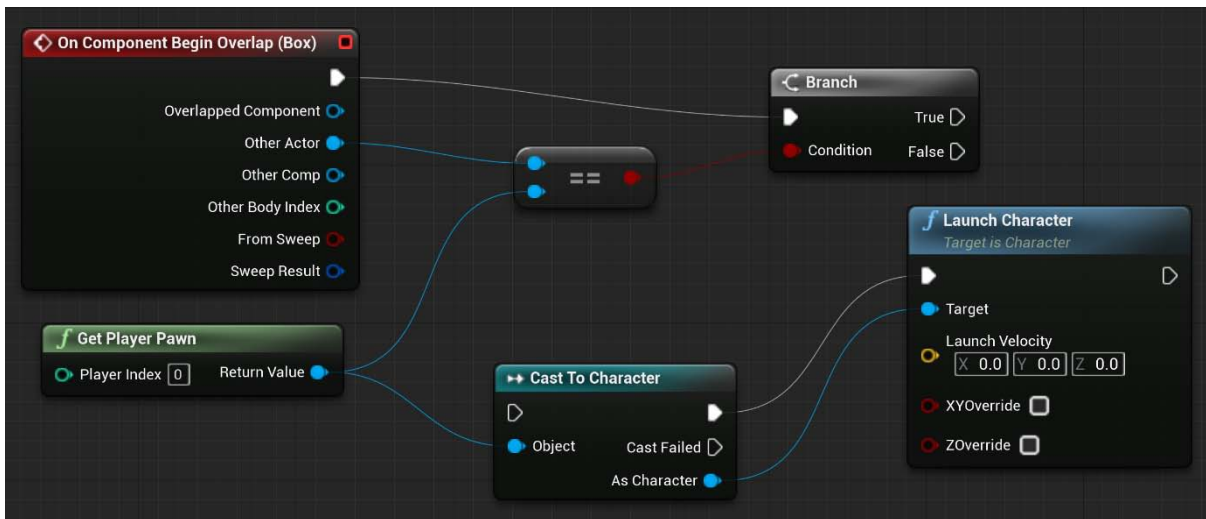 On Component Begin Overlap (Box)
Overlapped Component
Other Actor
Other Comp
Other Body Index
From Sweep
Sweep Result
==
Branch
True
Condition
False
f Get Player Pawn
Player Index 0
Return Value
Cast To Character
Object
Cast Failed
As Character
f Launch Character
Target is Character
Target
Launch Velocity
X 0.0 Y 0.0 Z 0.0
XYOverride
ZOverride